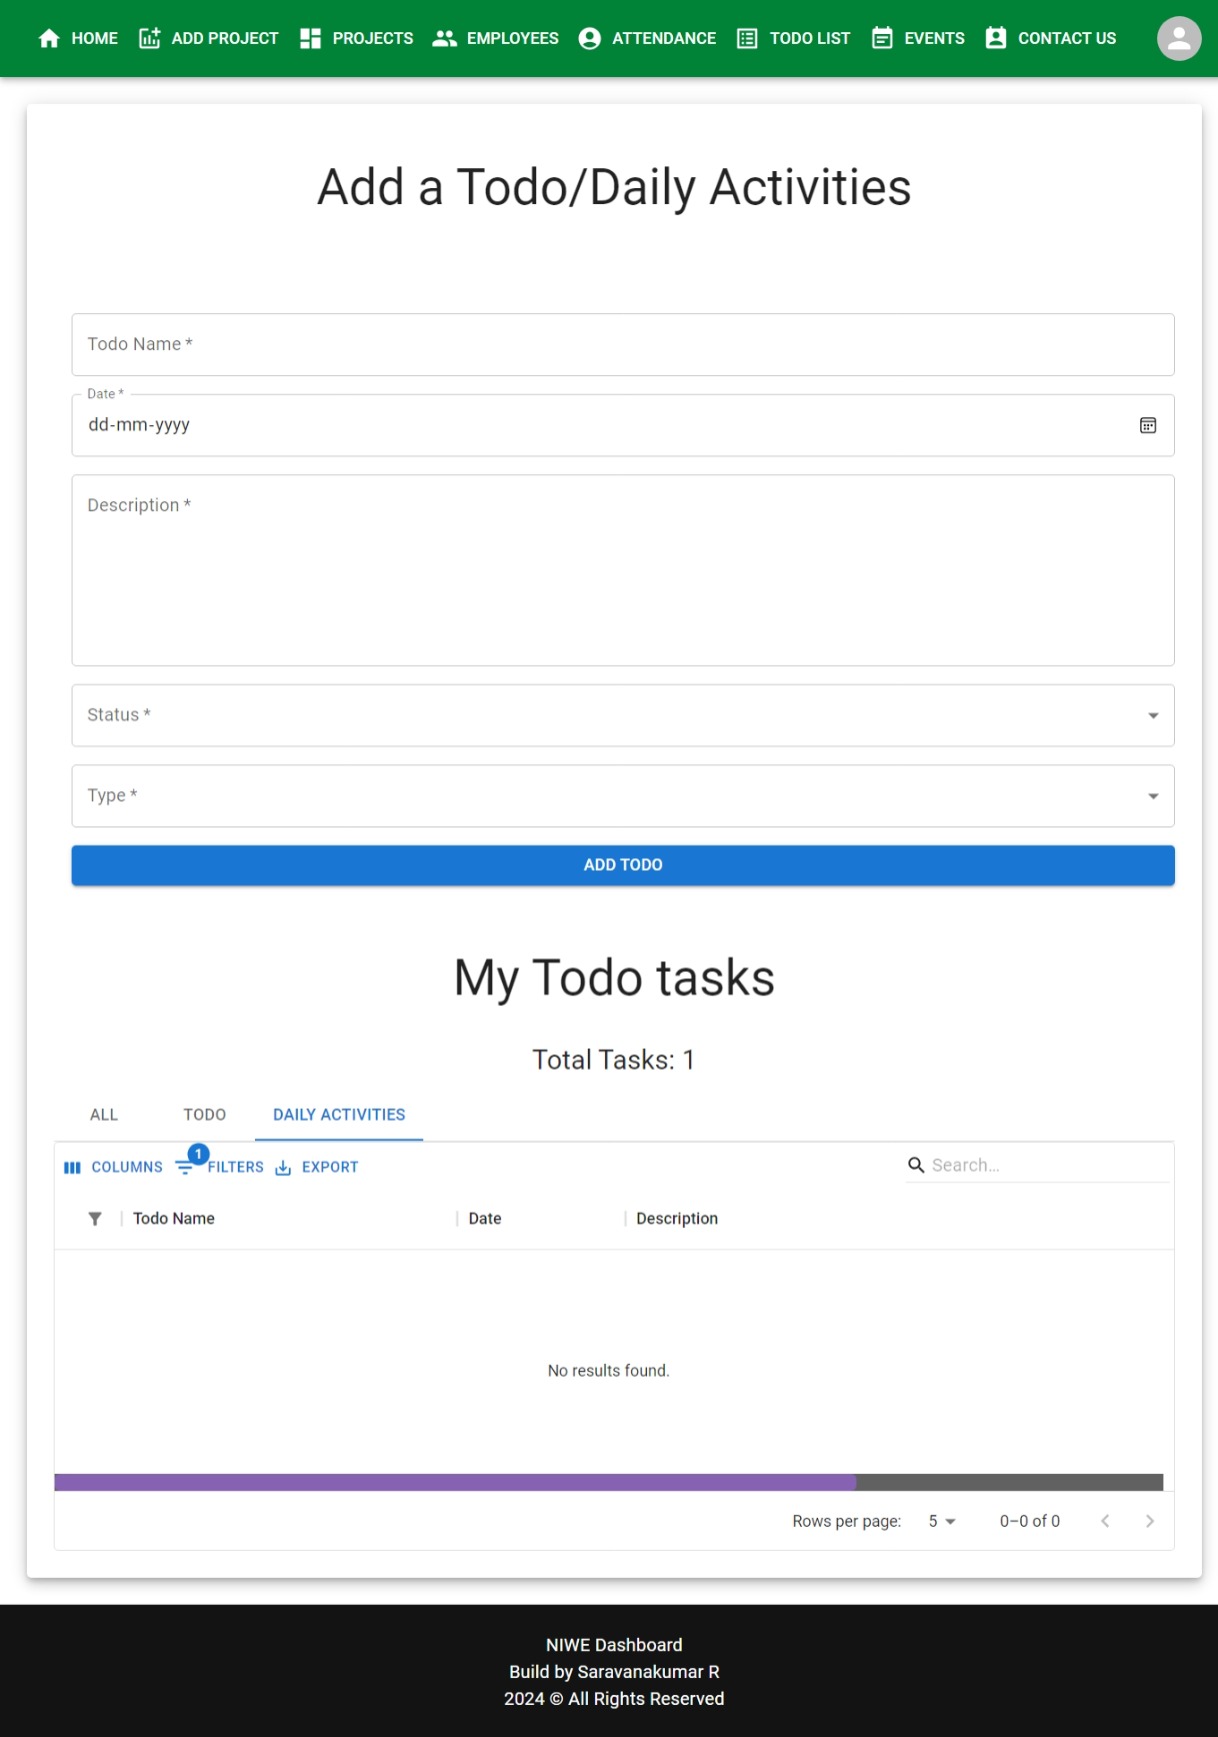 HOME ADD PROJECT PROJECTS EMPLOYEES ATTENDANCE TODO LIST EVENTS CONTACT US
Add a Todo/Daily Activities
Todo Name *
Date *
dd-mm-yyyy
Description *
Status *
Type *
ADD TODO
My Todo tasks
Total Tasks: 1
ALL TODO DAILY ACTIVITIES
COLUMNS 1 FILTERS EXPORT Search...
Todo Name Date Description
No results found.
Rows per page: 5 0–0 of 0
NIWE Dashboard
Build by Saravanakumar R
2024 © All Rights Reserved